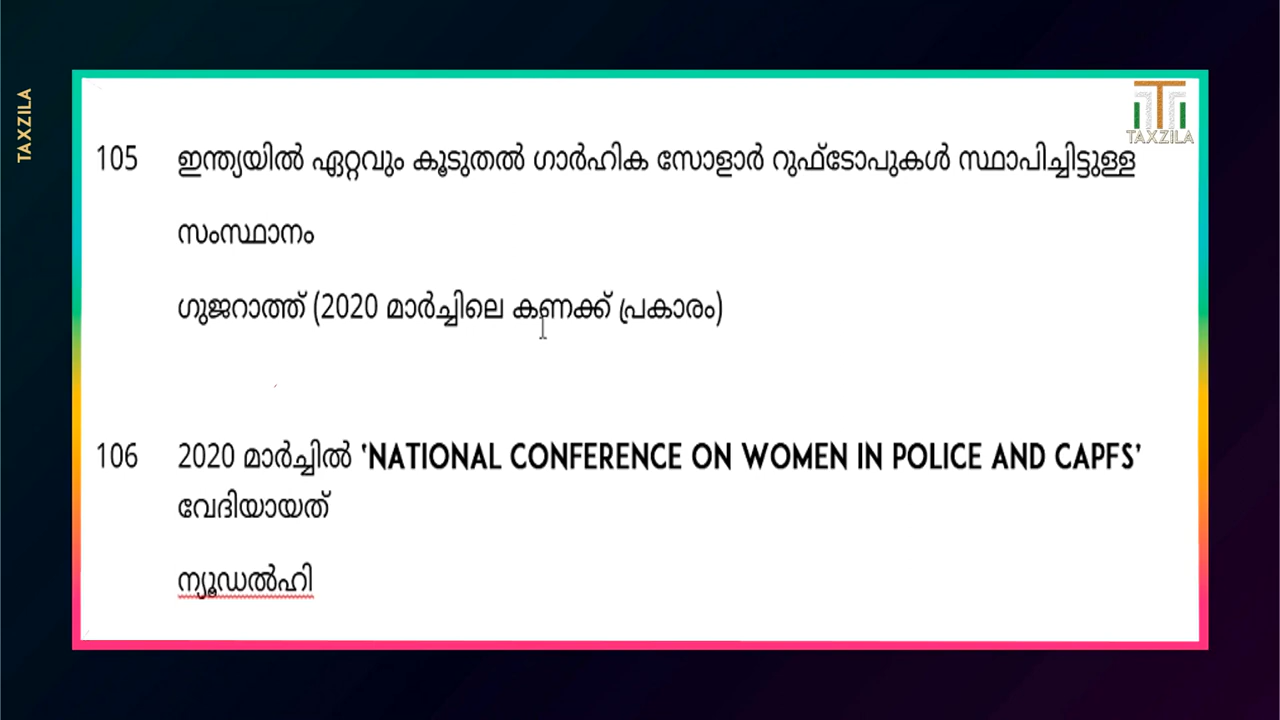 TAXZILA
TAXZILA
105 ഇന്ത്യയിൽ ഏറ്റവും കൂടുതൽ ഗാർഹിക സോളാർ റൂഫ്ടോപുകൾ സ്ഥാപിച്ചിട്ടുള്ള
സംസ്ഥാനം
ഗുജറാത്ത് (2020 മാർച്ചിലെ കണക്ക് പ്രകാരം)
106 2020 മാർച്ചിൽ ‘NATIONAL CONFERENCE ON WOMEN IN POLICE AND CAPFS’
വേദിയായത്
ന്യൂഡൽഹി